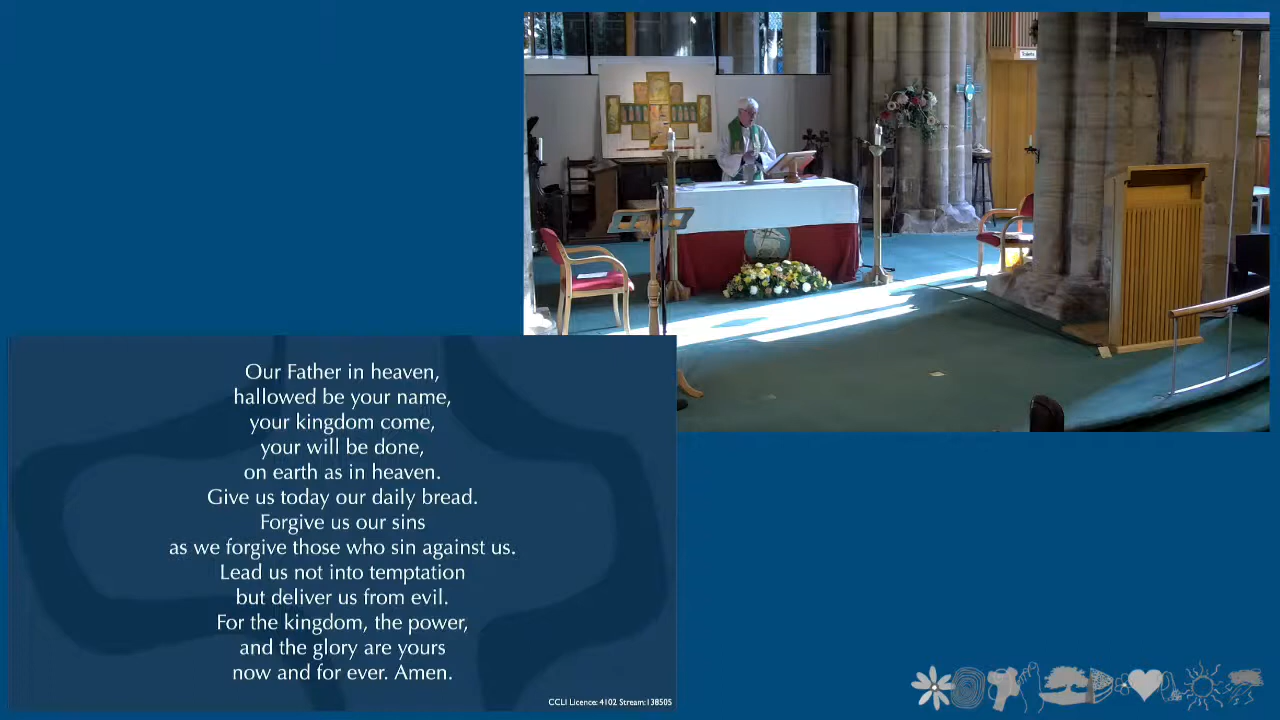 Toilets
Our Father in heaven,
hallowed be your name,
your kingdom come,
your will be done,
on earth as in heaven.
Give us today our daily bread.
Forgive us our sins
as we forgive those who sin against us.
Lead us not into temptation
but deliver us from evil.
For the kingdom, the power,
and the glory are yours
now and for ever. Amen.
CCLI Licence: 4102 Stream:138505